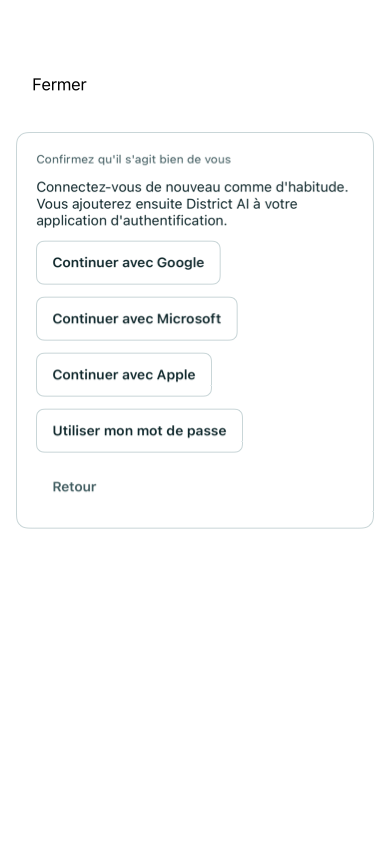 Fermer
Confirmez qu'il s'agit bien de vous
Connectez-vous de nouveau comme d'habitude.
Vous ajouterez ensuite District AI à votre
application d'authentification.
Continuer avec Google
Continuer avec Microsoft
Continuer avec Apple
Utiliser mon mot de passe
Retour